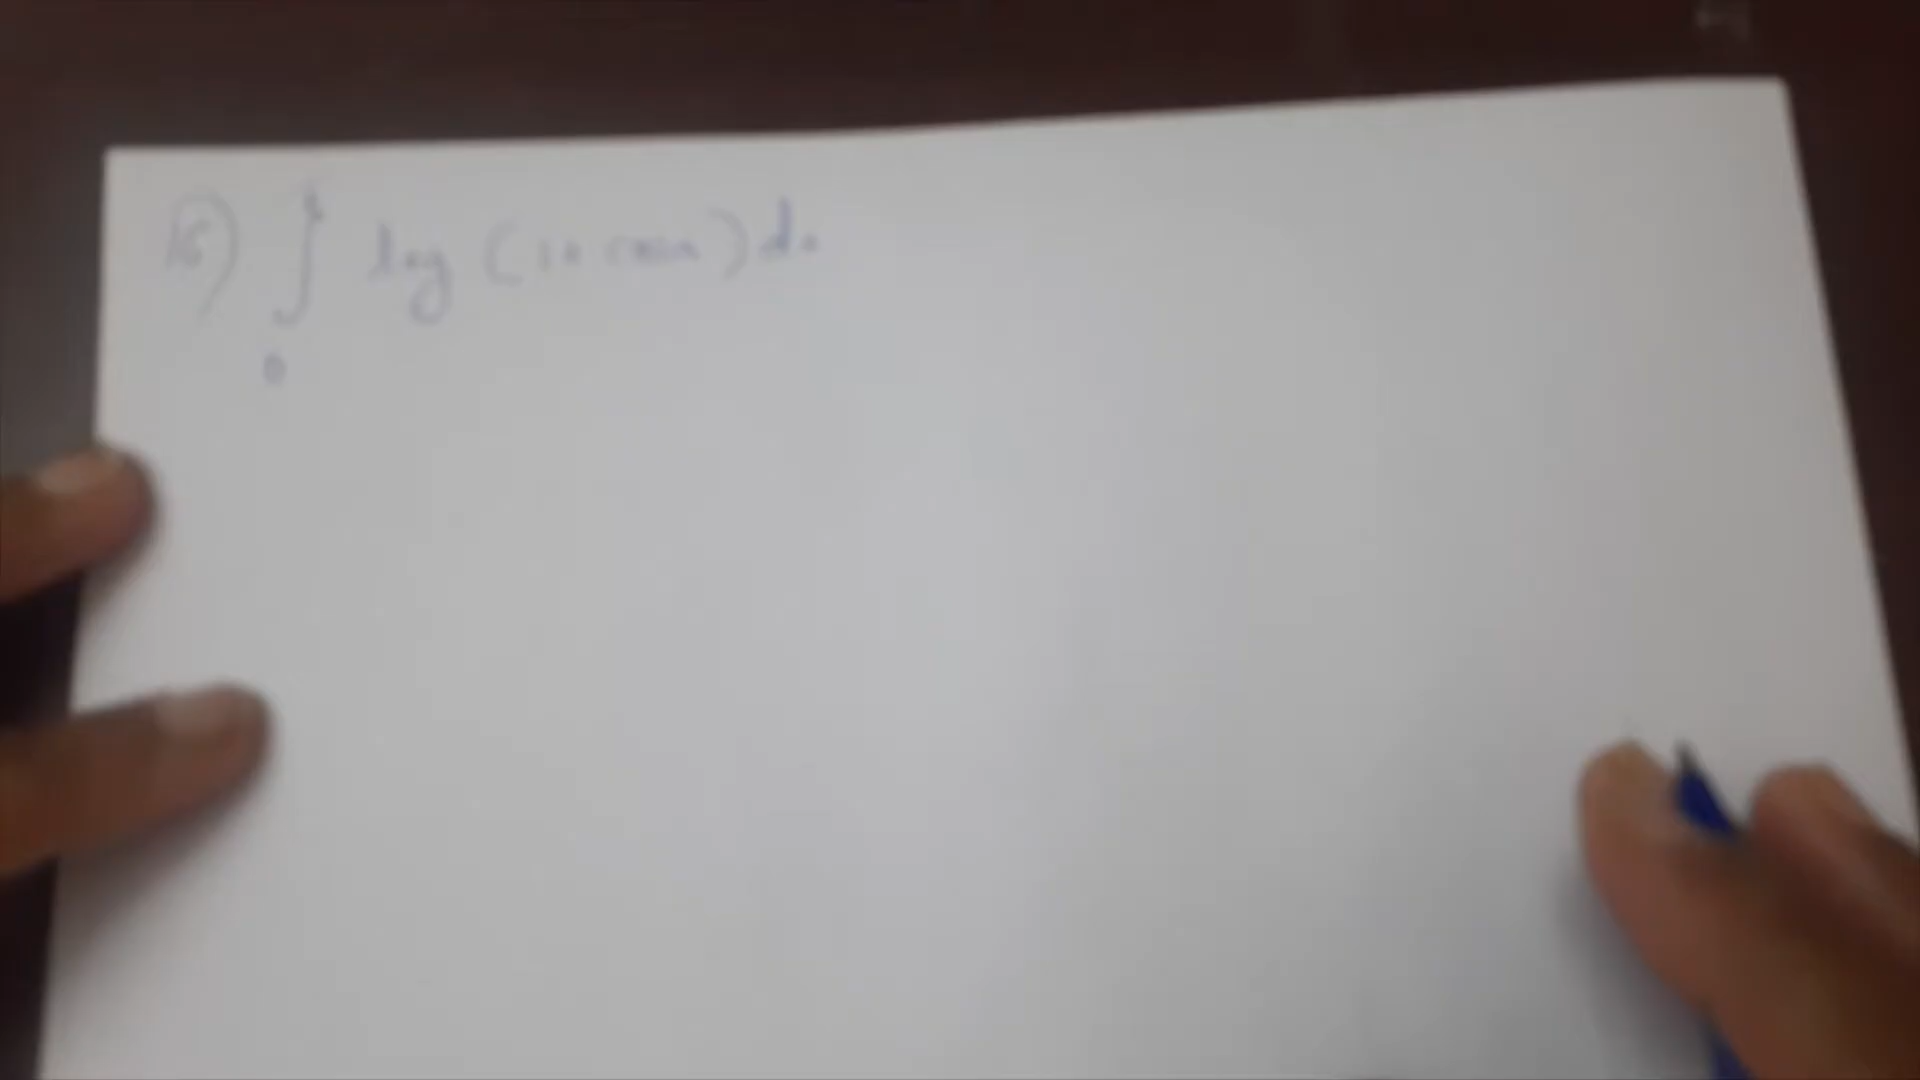 16) ∫₀^π log (1+cosx) dx